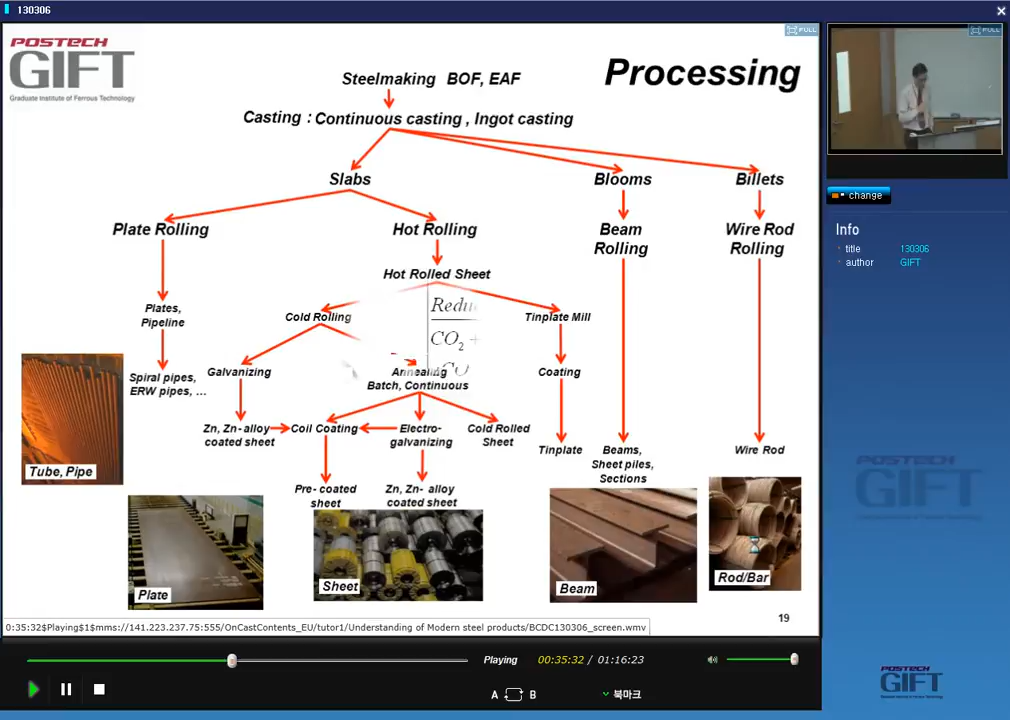 130306
FULL
FULL
POSTECH
GIFT
Graduate Institute of Ferrous Technology
Processing
Steelmaking BOF, EAF
Casting : Continuous casting , Ingot casting
Slabs
Blooms
Billets
Plate Rolling
Hot Rolling
Beam
Rolling
Wire Rod
Rolling
Hot Rolled Sheet
Plates,
Pipeline
Cold Rolling
Tinplate Mill
CO2 +
Spiral pipes,
ERW pipes, ...
Galvanizing
Annealing
Batch, Continuous
Coating
Zn, Zn- alloy
coated sheet
Coil Coating
Electro-
galvanizing
Cold Rolled
Sheet
Tinplate
Beams,
Sheet piles,
Sections
Wire Rod
Pre- coated
sheet
Zn, Zn- alloy
coated sheet
Tube, Pipe
Plate
Sheet
Beam
Rod/Bar
19
change
Info
title 130306
author GIFT
POSTECH
GIFT
0:35:32$Playing$1$mms://141.223.237.75:555/OnCastContents_EU/tutor1/Understanding of Modern steel products/BCDC130306_screen.wmv
Playing 00:35:32 / 01:16:23
A B 북마크
POSTECH
GIFT